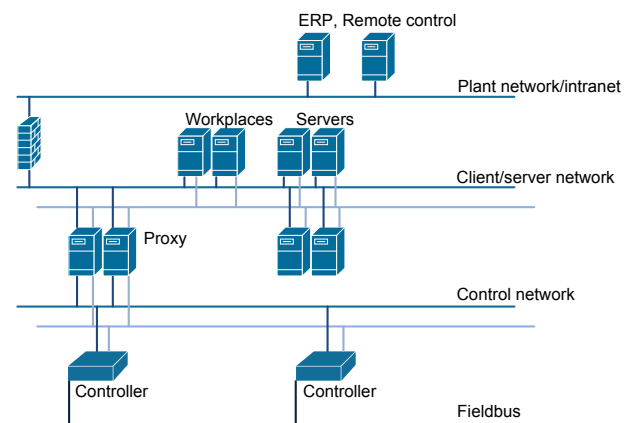 ERP, Remote control
Plant network/intranet
Workplaces
Servers
Client/server network
Proxy
Control network
Controller
Controller
Fieldbus